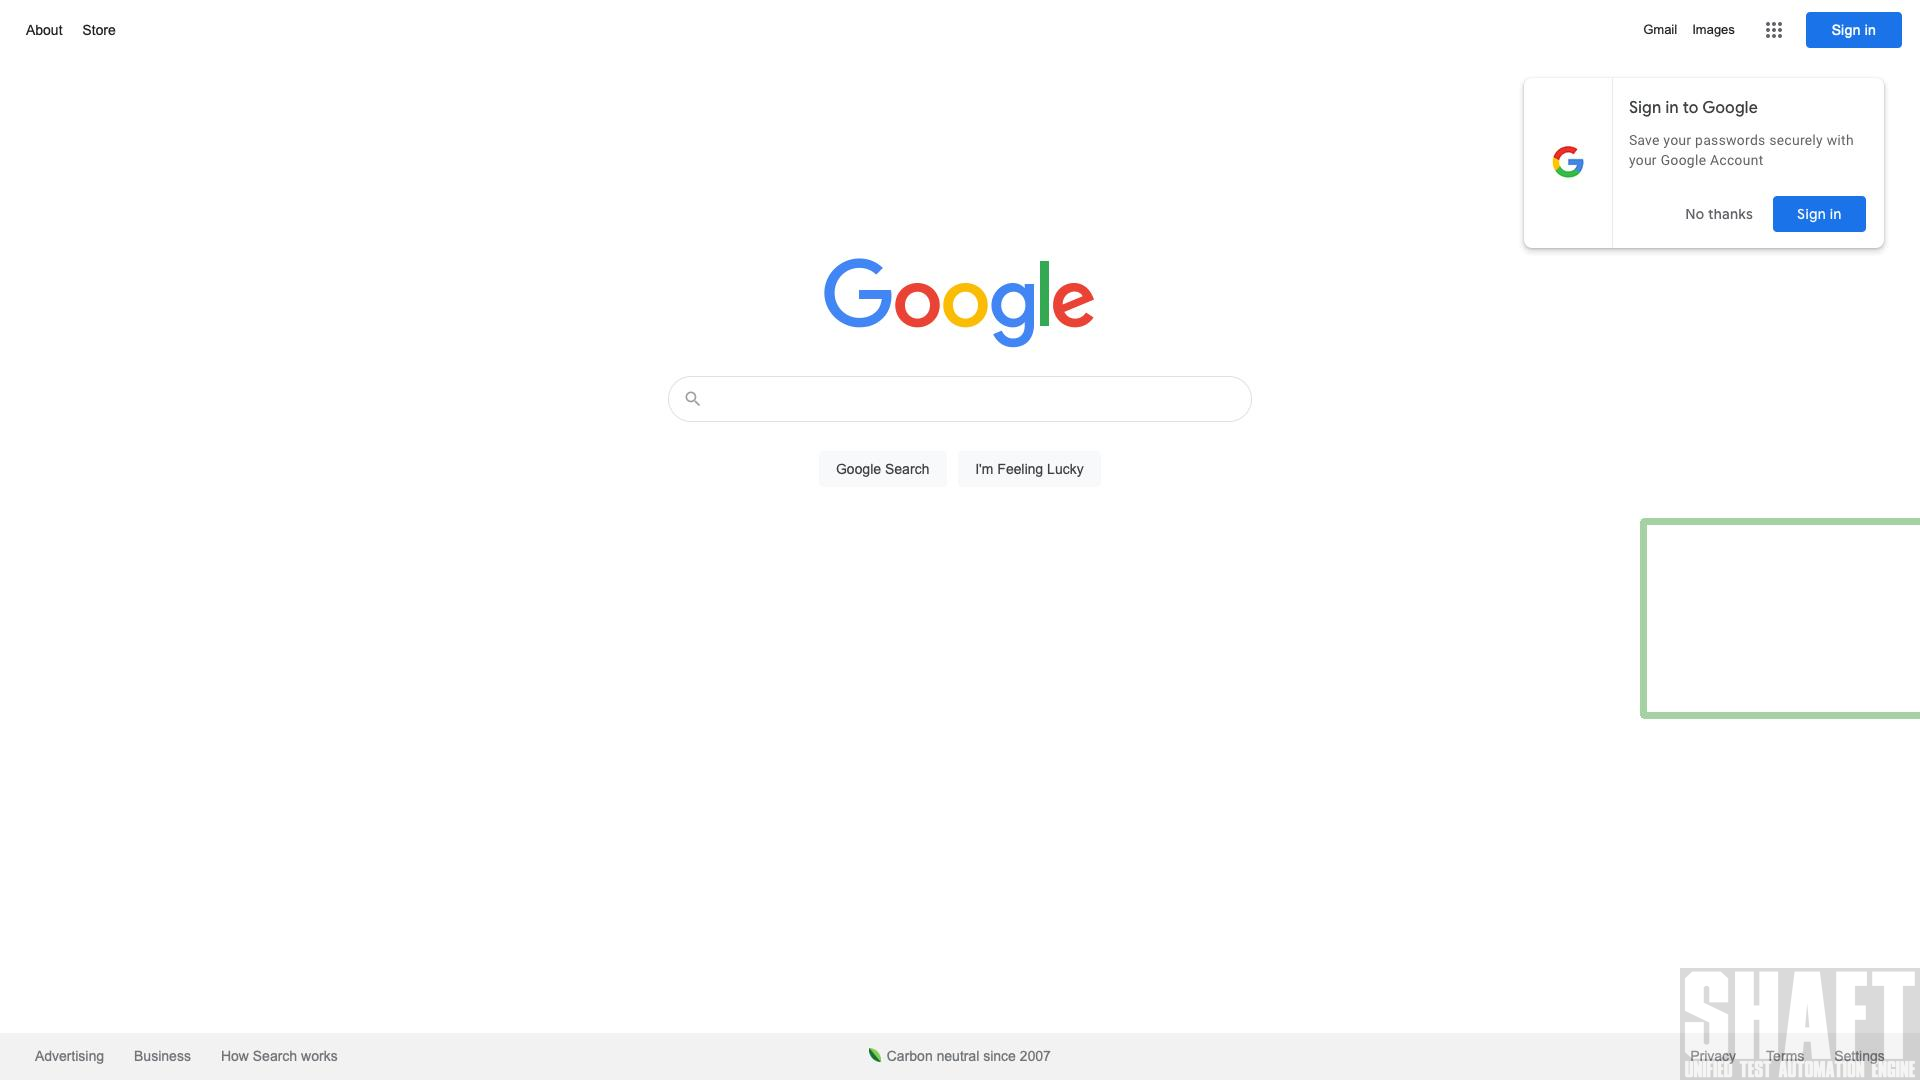 About Store
Gmail Images Sign in
Sign in to Google
Save your passwords securely with
your Google Account
No thanks Sign in
Google
Google Search I'm Feeling Lucky
SHAFT
Advertising Business How Search works Carbon neutral since 2007 Privacy Terms Settings
UNIFIED TEST AUTOMATION ENGINE